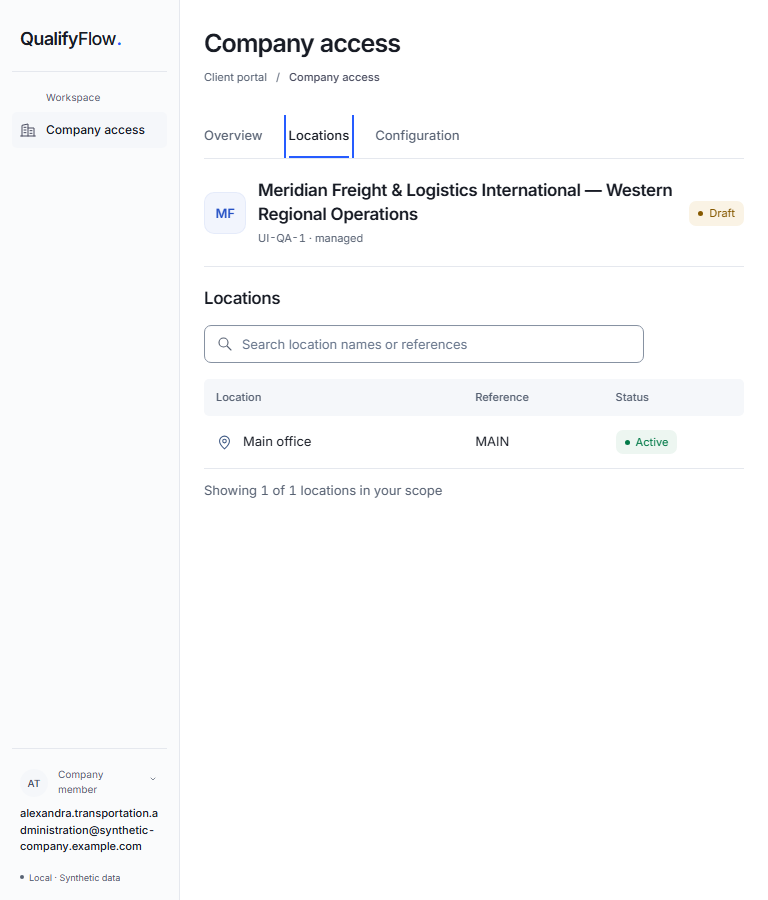 QualifyFlow.
Workspace
Company access
Company access
Client portal / Company access
Overview Locations Configuration
MF
Meridian Freight & Logistics International — Western
Regional Operations
UI-QA-1 · managed
Draft
Locations
Search location names or references
Location Reference Status
Main office MAIN Active
Showing 1 of 1 locations in your scope
AT
Company
member
alexandra.transportation.a
dministration@synthetic-
company.example.com
Local · Synthetic data